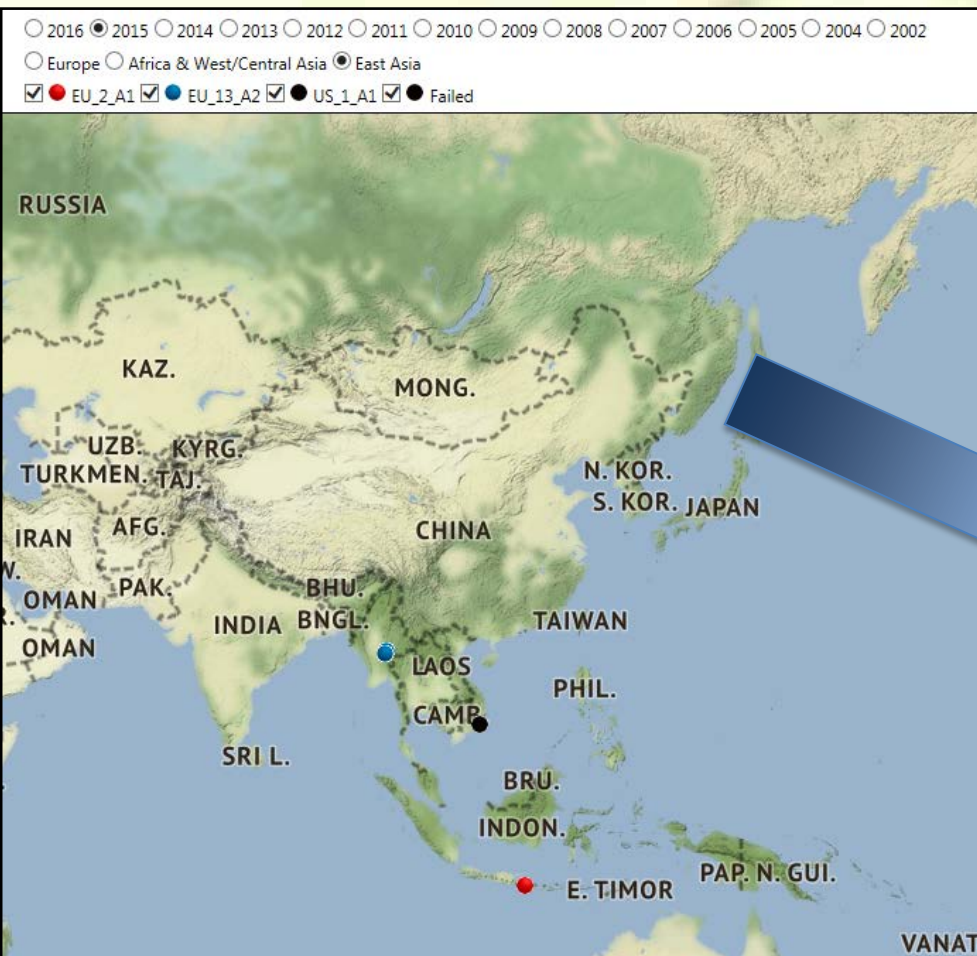 2016 2015 2014 2013 2012 2011 2010 2009 2008 2007 2006 2005 2004 2002
Europe Africa & West/Central Asia East Asia
EU_2_A1 EU_13_A2 US_1_A1 Failed
RUSSIA
KAZ.
MONG.
UZB. KYRG.
TURKMEN. TAJ.
N. KOR.
S. KOR. JAPAN
IRAN AFG. CHINA
OMAN PAK. BHU.
INDIA BNGL. TAIWAN
OMAN LAOS
PHIL.
CAMB.
SRI L.
BRU.
INDON.
E. TIMOR PAP. N. GUI.
VANAT